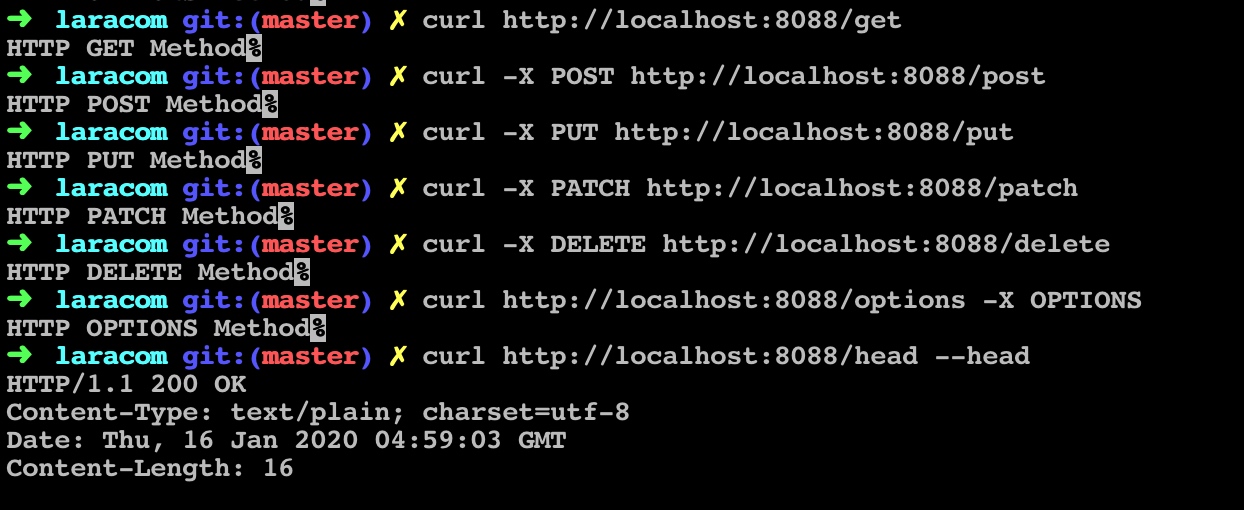 ➜ laracom git:(master) ✗ curl http://localhost:8088/get
HTTP GET Method%
➜ laracom git:(master) ✗ curl -X POST http://localhost:8088/post
HTTP POST Method%
➜ laracom git:(master) ✗ curl -X PUT http://localhost:8088/put
HTTP PUT Method%
➜ laracom git:(master) ✗ curl -X PATCH http://localhost:8088/patch
HTTP PATCH Method%
➜ laracom git:(master) ✗ curl -X DELETE http://localhost:8088/delete
HTTP DELETE Method%
➜ laracom git:(master) ✗ curl http://localhost:8088/options -X OPTIONS
HTTP OPTIONS Method%
➜ laracom git:(master) ✗ curl http://localhost:8088/head --head
HTTP/1.1 200 OK
Content-Type: text/plain; charset=utf-8
Date: Thu, 16 Jan 2020 04:59:03 GMT
Content-Length: 16